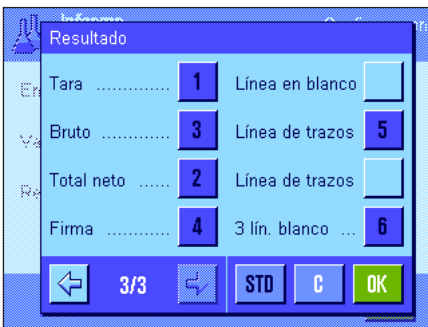 Informe
Resultado
Tara .............. 1 Línea en blanco
Bruto ............ 3 Línea de trazos 5
Total neto ...... 2 Línea de trazos
Firma ............ 4 3 lín. blanco ... 6
3/3 STD C OK